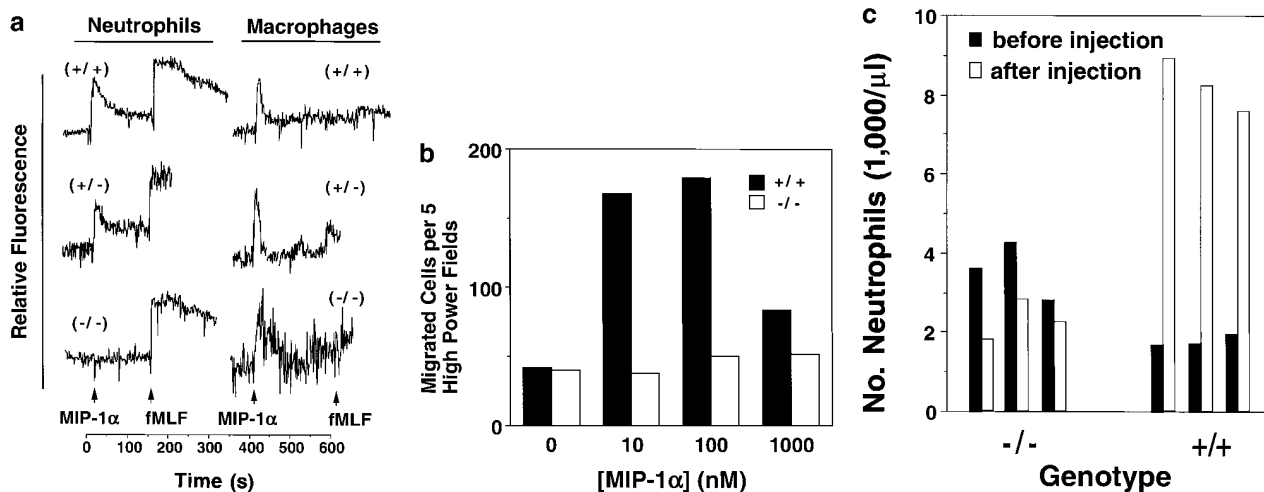 a
Neutrophils Macrophages
(+/+) (+/+)
(+/-) (+/-)
(-/-) (-/-)
Relative Fluorescence
MIP-1α fMLF MIP-1α fMLF
0 100 200 300 400 500 600
Time (s)
b
200
100
0
Migrated Cells per 5
High Power Fields
+/+
-/-
0 10 100 1000
[MIP-1α] (nM)
c
before injection
after injection
10
8
6
4
2
0
No. Neutrophils (1,000/μl)
-/- +/+
Genotype